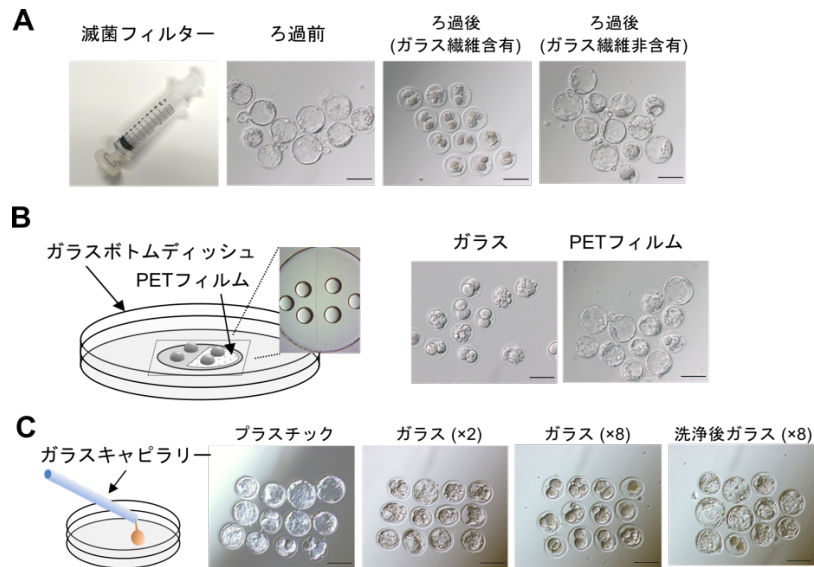 A
滅菌フィルター
ろ過前
ろ過後
(ガラス繊維含有)
ろ過後
(ガラス繊維非含有)
B
ガラスボトムディッシュ
PETフィルム
ガラス
PETフィルム
C
ガラスキャピラリー
プラスチック
ガラス (×2)
ガラス (×8)
洗浄後ガラス (×8)